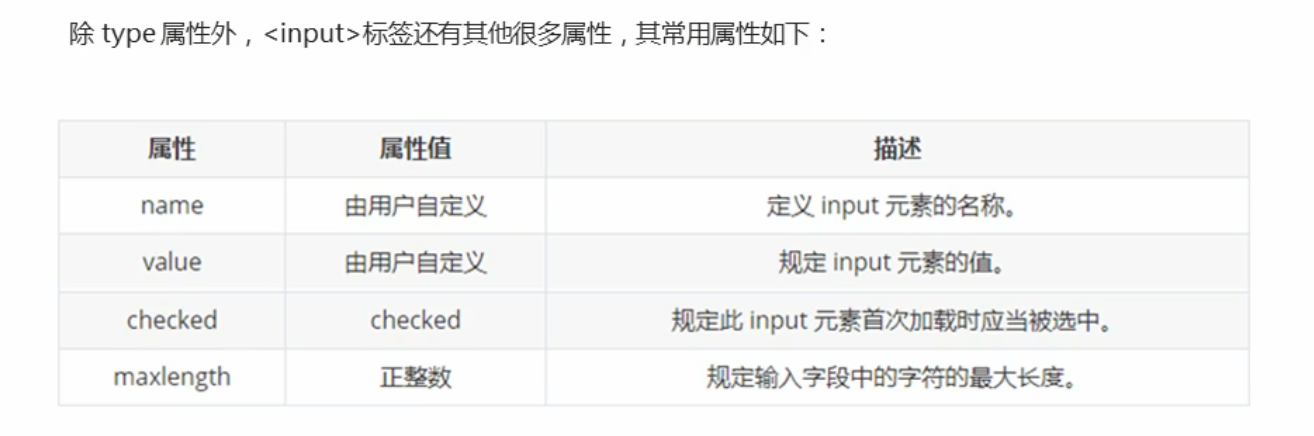 除 type 属性外，<input>标签还有其他很多属性，其常用属性如下：
属性 属性值 描述
name 由用户自定义 定义 input 元素的名称。
value 由用户自定义 规定 input 元素的值。
checked checked 规定此 input 元素首次加载时应当被选中。
maxlength 正整数 规定输入字段中的字符的最大长度。